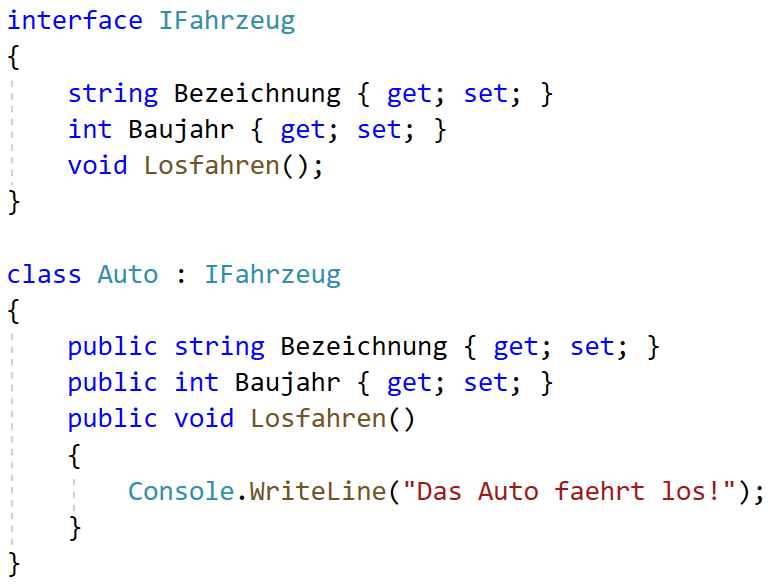 interface IFahrzeug
{
    string Bezeichnung { get; set; }
    int Baujahr { get; set; }
    void Losfahren();
}

class Auto : IFahrzeug
{
    public string Bezeichnung { get; set; }
    public int Baujahr { get; set; }
    public void Losfahren()
    {
        Console.WriteLine("Das Auto faehrt los!");
    }
}